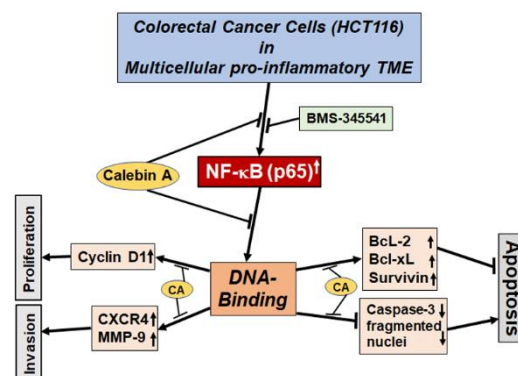 Colorectal Cancer Cells (HCT116)
in
Multicellular pro-inflammatory TME
BMS-345541
Calebin A
NF-κB (p65)↑
Proliferation
Cyclin D1↑
CA
DNA-
Binding
CA
BcL-2 ↑
Bcl-xL ↑
Survivin ↑
Apoptosis
Invasion
CXCR4↑
MMP-9 ↑
Caspase-3 ↓
fragmented
nuclei ↓